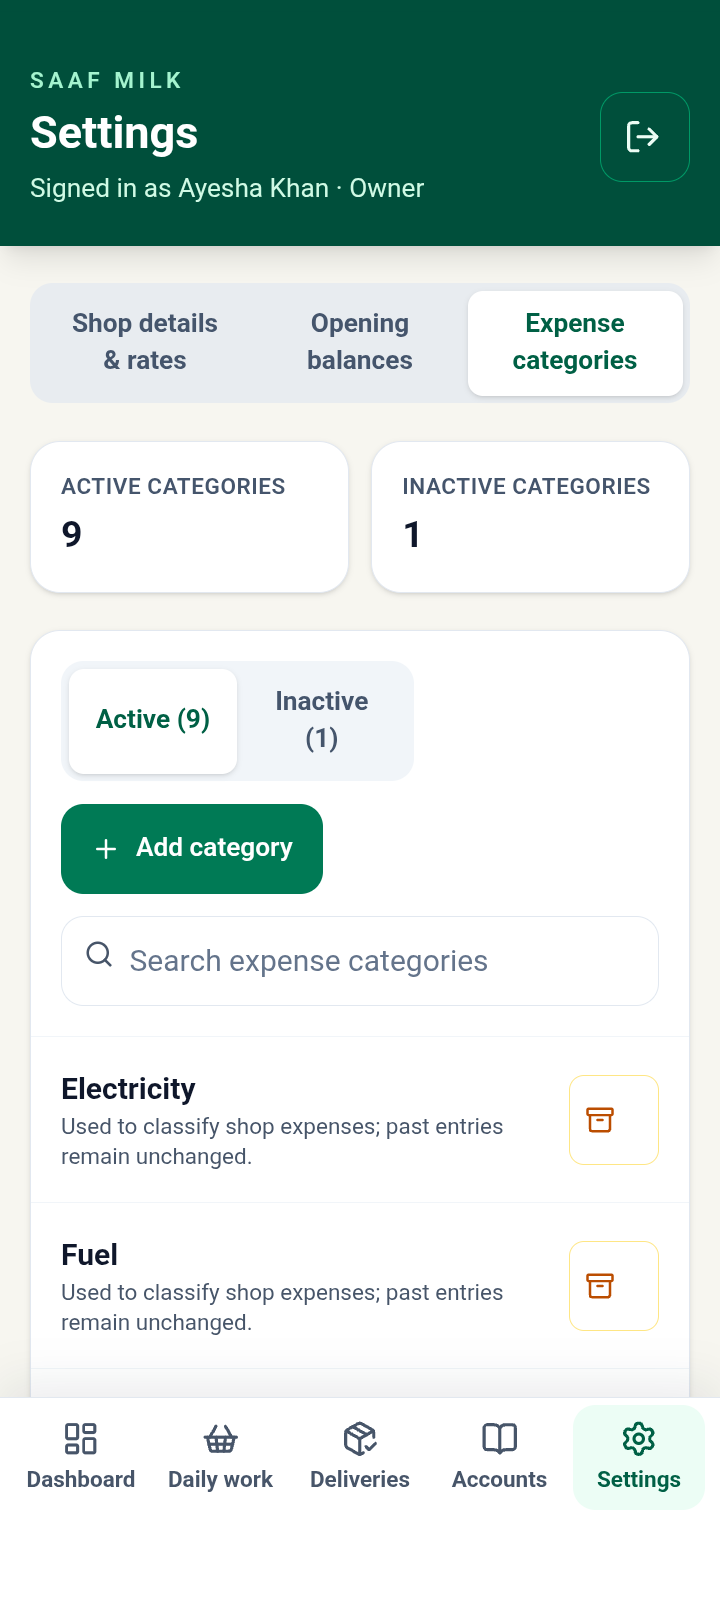 SAAF MILK
Settings
Signed in as Ayesha Khan · Owner
Shop details
& rates
Opening
balances
Expense
categories
ACTIVE CATEGORIES
9
INACTIVE CATEGORIES
1
Active (9)
Inactive
(1)
Add category
Search expense categories
Electricity
Used to classify shop expenses; past entries
remain unchanged.
Fuel
Used to classify shop expenses; past entries
remain unchanged.
Dashboard
Daily work
Deliveries
Accounts
Settings